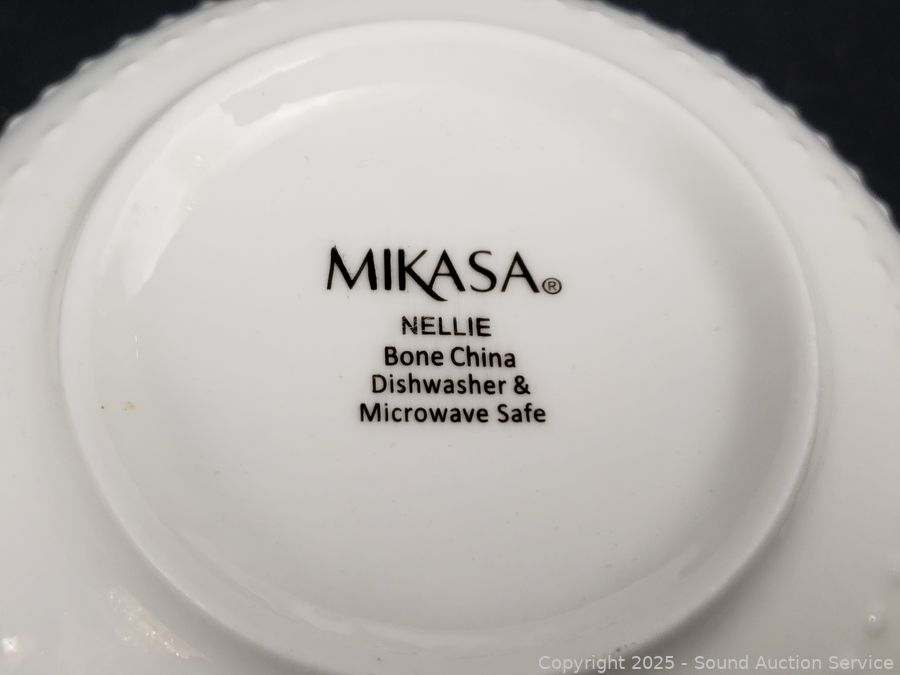 MIKASA®
NELLIE
Bone China
Dishwasher &
Microwave Safe
Copyright 2025 - Sound Auction Service